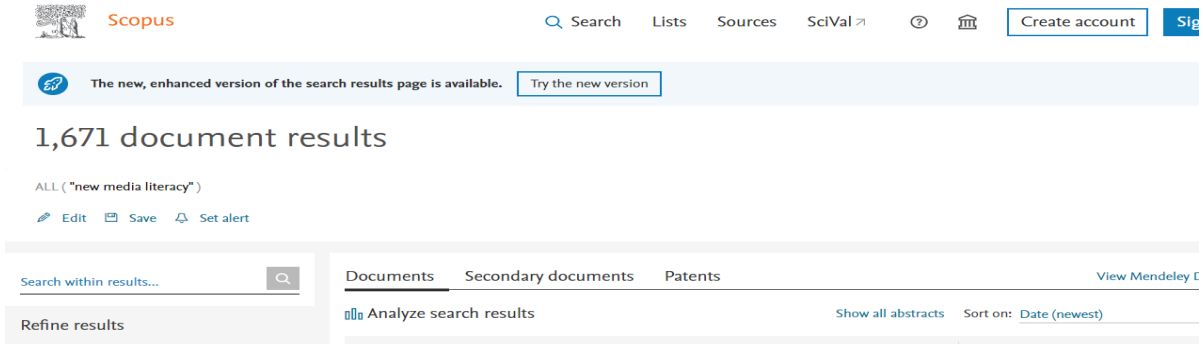 Scopus
Search Lists Sources SciVal Create account Sig
The new, enhanced version of the search results page is available. Try the new version
1,671 document results
ALL ( "new media literacy" )
Edit Save Set alert
Search within results...
Documents Secondary documents Patents View Mendeley D
Refine results
Analyze search results Show all abstracts Sort on: Date (newest)